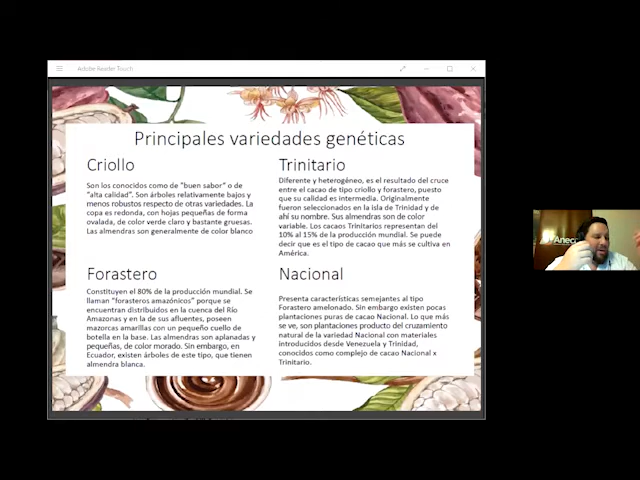 Adobe Reader Touch
Principales variedades genéticas
Criollo
Son los conocidos como de "buen sabor" o de
"alta calidad". Son árboles relativamente bajos y
menos robustos respecto de otras variedades. La
copa es redonda, con hojas pequeñas de forma
ovalada, de color verde claro y bastante gruesas.
Las almendras son generalmente de color blanco
Trinitario
Diferente y heterogéneo, es el resultado del cruce
entre el cacao de tipo criollo y forastero, puesto
que su calidad es intermedia. Originalmente
fueron seleccionados en la isla de Trinidad y de
ahí su nombre. Sus almendras son de color
variable. Los cacaos Trinitarios representan del
10% al 15% de la producción mundial. Se puede
decir que es el tipo de cacao que más se cultiva en
América.
Forastero
Constituyen el 80% de la producción mundial. Se
llaman "forasteros amazónicos" porque se
encuentran distribuidos en la cuenca del Río
Amazonas y en la de sus afluentes, poseen
mazorcas amarillas con un pequeño cuello de
botella en la base. Las almendras son aplanadas y
pequeñas, de color morado. Sin embargo, en
Ecuador, existen árboles de este tipo, que tienen
almendra blanca.
Nacional
Presenta características semejantes al tipo
Forastero amelonado. Sin embargo existen pocas
plantaciones puras de cacao Nacional. Lo que más
se ve, son plantaciones producto del cruzamiento
natural de la variedad Nacional con materiales
introducidos desde Venezuela y Trinidad,
conocidos como complejo de cacao Nacional x
Trinitario.